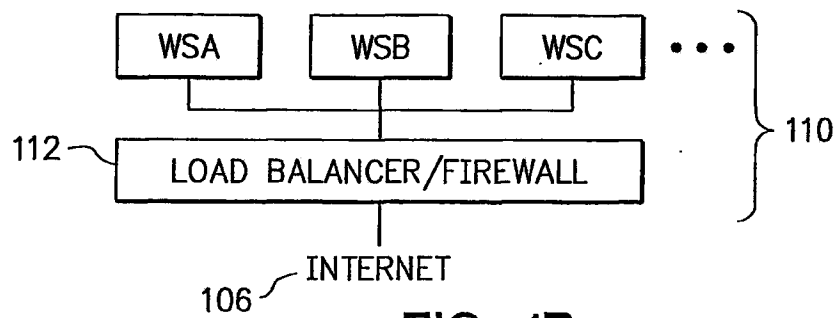 WSA WSB WSC •••
110
112
LOAD BALANCER/FIREWALL
INTERNET
106